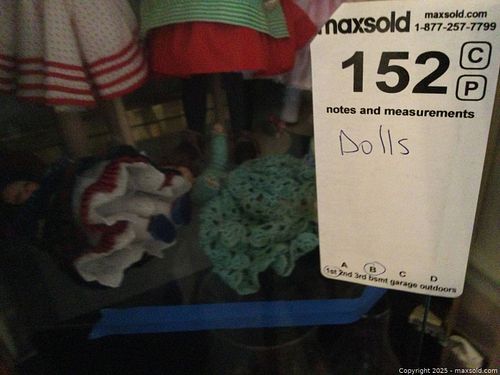 maxsold maxsold.com
1-877-257-7799
152 C
P
notes and measurements
Dolls
A B C D
1st 2nd 3rd bsmt garage outdoors
Copyright 2025 - maxsold.com